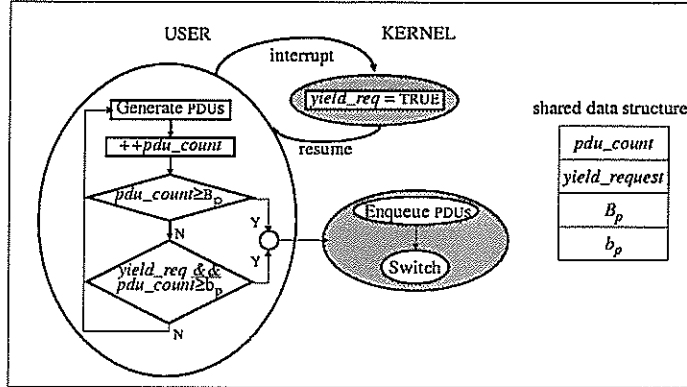 USER
KERNEL
interrupt
Generate PDUs
yield_req = TRUE
++pdu_count
resume
pdu_count≥B_p
Y
N
yield_req &&
pdu_count≥b_p
Y
N
Enqueue PDUs
Switch
shared data structure
pdu_count
yield_request
B_p
b_p